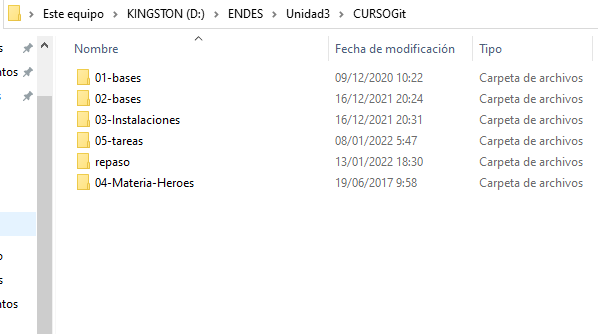 Este equipo > KINGSTON (D:) > ENDES > Unidad3 > CURSOGit
Nombre Fecha de modificación Tipo
01-bases 09/12/2020 10:22 Carpeta de archivos
02-bases 16/12/2021 20:24 Carpeta de archivos
03-Instalaciones 16/12/2021 20:31 Carpeta de archivos
05-tareas 08/01/2022 5:47 Carpeta de archivos
repaso 13/01/2022 18:30 Carpeta de archivos
04-Materia-Heroes 19/06/2017 9:58 Carpeta de archivos